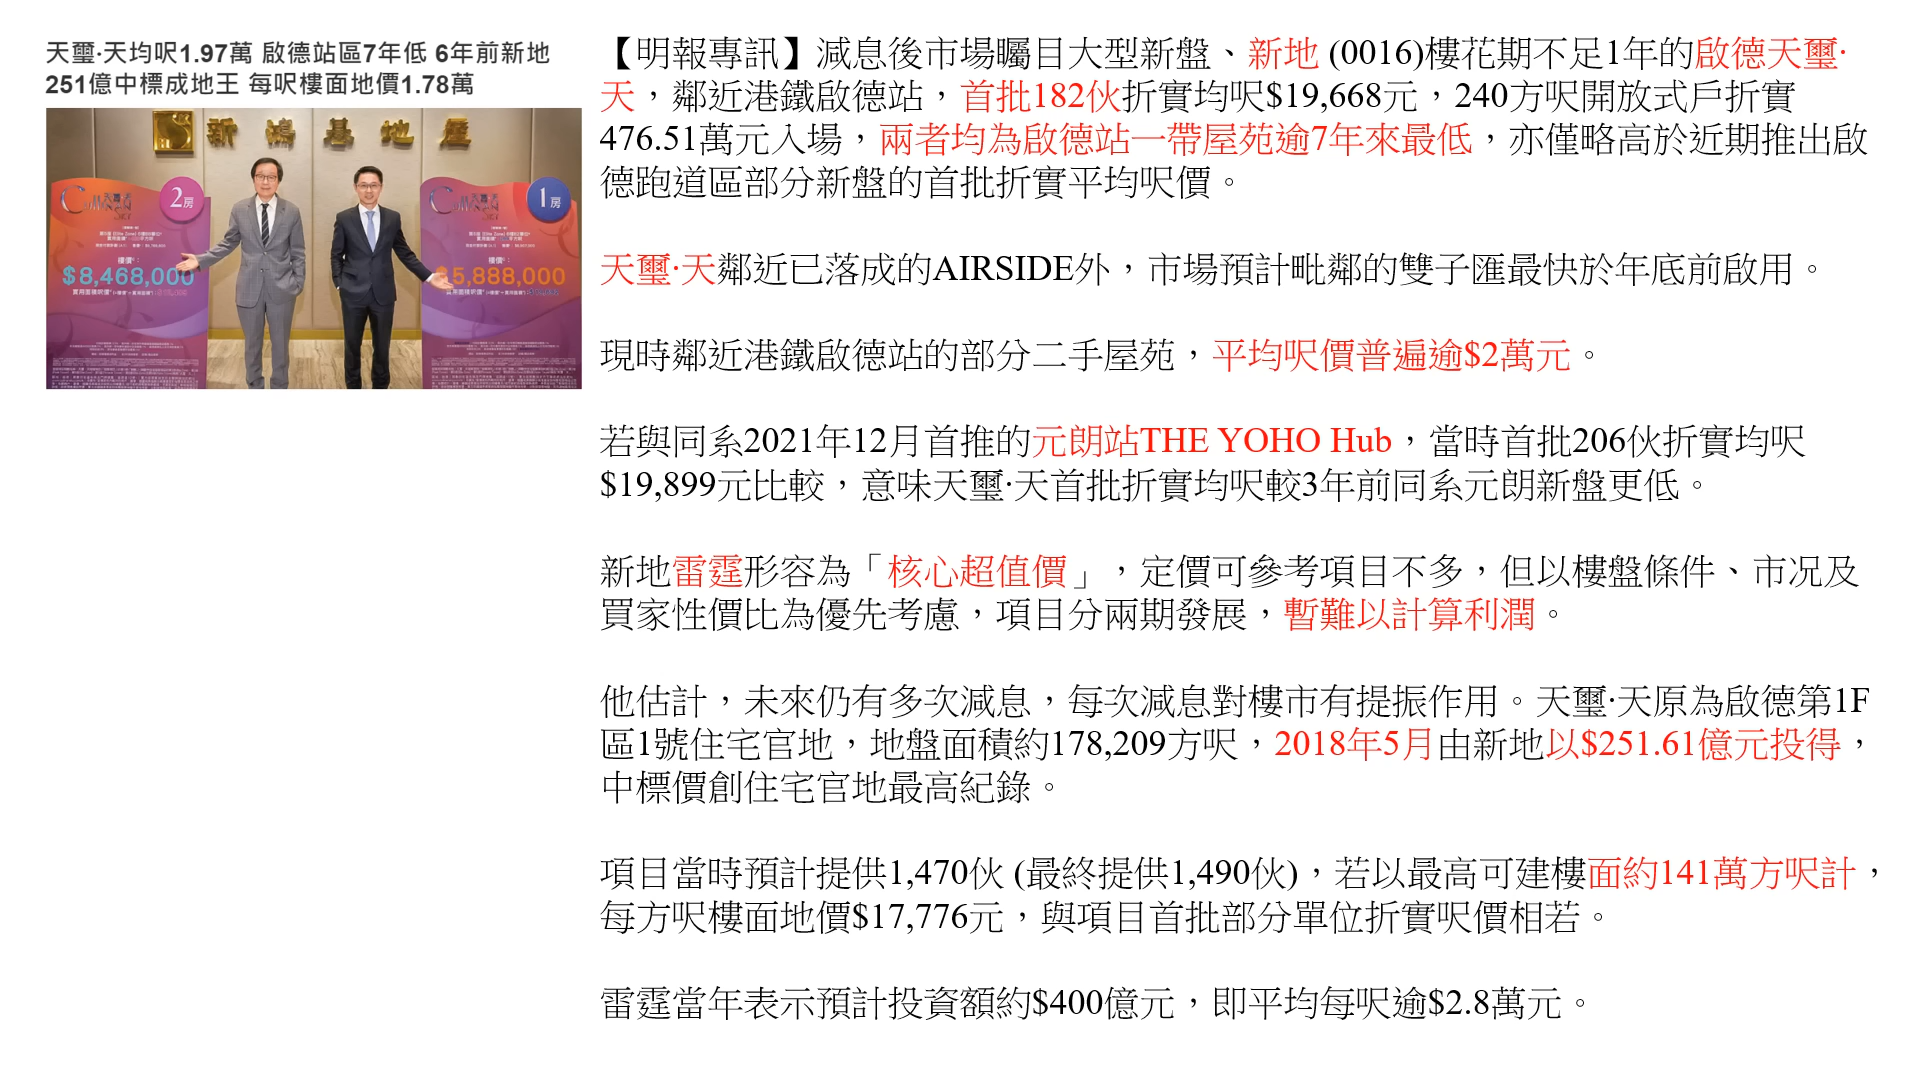 天璽·天均呎1.97萬 啟德站區7年低 6年前新地
251億中標成地王 每呎樓面地價1.78萬
新鴻基地產
2房
1房
樓價
$8,468,000
5,888,000
【明報專訊】減息後市場矚目大型新盤、新地 (0016)樓花期不足1年的啟德天璽·
天，鄰近港鐵啟德站，首批182伙折實均呎$19,668元，240方呎開放式戶折實
476.51萬元入場，兩者均為啟德站一帶屋苑逾7年來最低，亦僅略高於近期推出啟
德跑道區部分新盤的首批折實平均呎價。
天璽·天鄰近已落成的AIRSIDE外，市場預計毗鄰的雙子匯最快於年底前啟用。
現時鄰近港鐵啟德站的部分二手屋苑，平均呎價普遍逾$2萬元。
若與同系2021年12月首推的元朗站THE YOHO Hub，當時首批206伙折實均呎
$19,899元比較，意味天璽·天首批折實均呎較3年前同系元朗新盤更低。
新地雷霆形容為「核心超值價」，定價可參考項目不多，但以樓盤條件、市况及
買家性價比為優先考慮，項目分兩期發展，暫難以計算利潤。
他估計，未來仍有多次減息，每次減息對樓市有提振作用。天璽·天原為啟德第1F
區1號住宅官地，地盤面積約178,209方呎，2018年5月由新地以$251.61億元投得，
中標價創住宅官地最高紀錄。
項目當時預計提供1,470伙 (最終提供1,490伙)，若以最高可建樓面約141萬方呎計，
每方呎樓面地價$17,776元，與項目首批部分單位折實呎價相若。
雷霆當年表示預計投資額約$400億元，即平均每呎逾$2.8萬元。